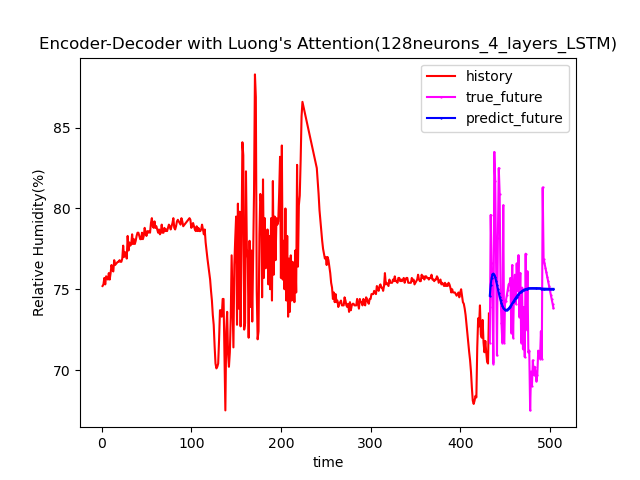 Encoder-Decoder with Luong's Attention(128neurons_4_layers_LSTM)
history
true_future
predict_future
Relative Humidity(%)
85
80
75
70
0 100 200 300 400 500
time